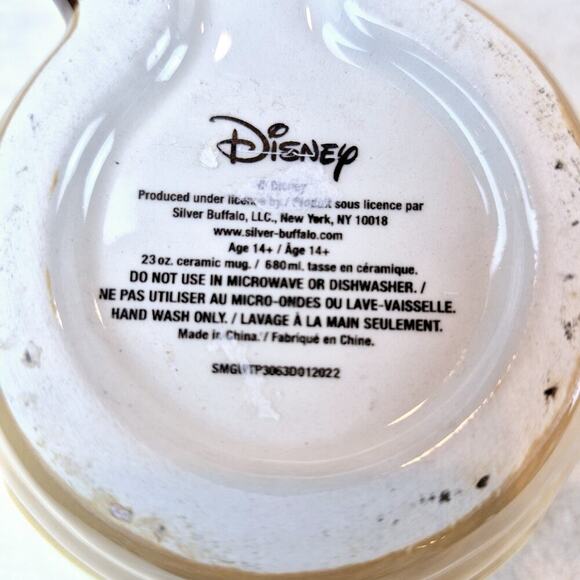 Disney
© Disney
Produced under licence by / Produit sous licence par
Silver Buffalo, LLC., New York, NY 10018
www.silver-buffalo.com
Age 14+ / Âge 14+
23 oz. ceramic mug. / 680 ml. tasse en céramique.
DO NOT USE IN MICROWAVE OR DISHWASHER. /
NE PAS UTILISER AU MICRO-ONDES OU LAVE-VAISSELLE.
HAND WASH ONLY. / LAVAGE À LA MAIN SEULEMENT.
Made in China. / Fabriqué en Chine.